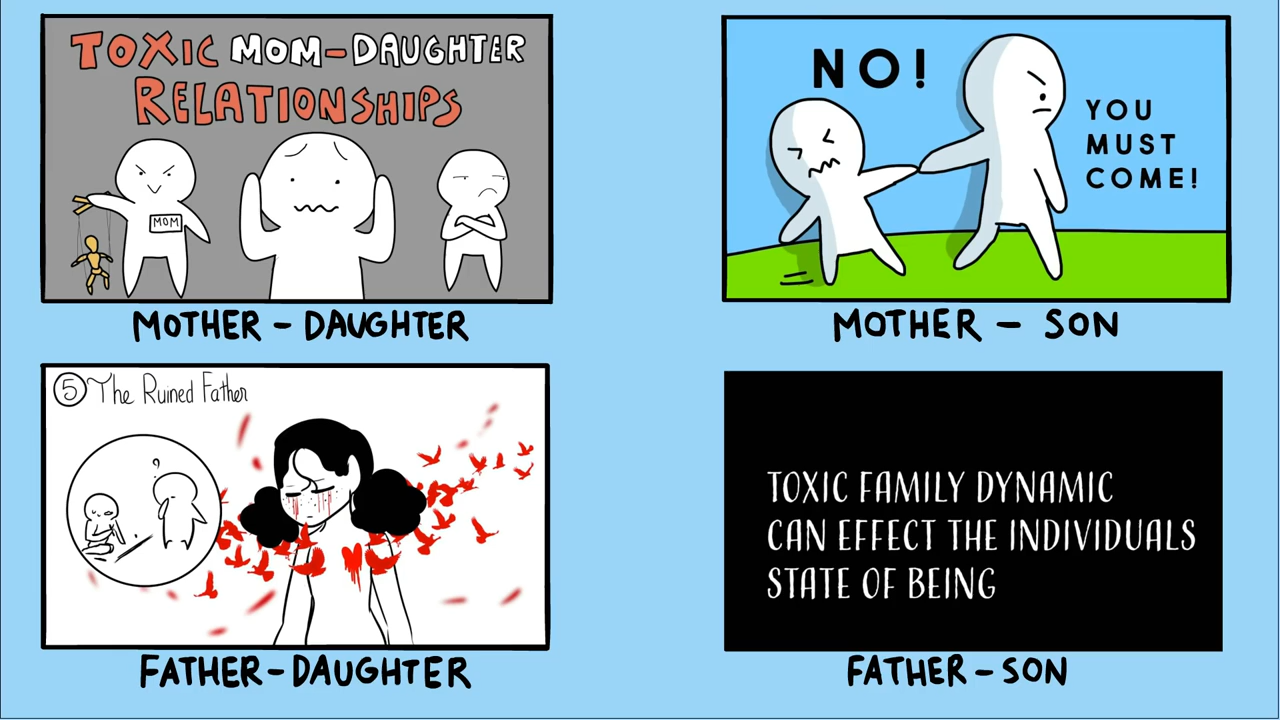 TOXIC MOM-DAUGHTER
RELATIONSHIPS
MOM
MOTHER - DAUGHTER
NO!
YOU
MUST
COME!
MOTHER - SON
5 The Ruined Father
?
FATHER-DAUGHTER
TOXIC FAMILY DYNAMIC
CAN EFFECT THE INDIVIDUALS
STATE OF BEING
FATHER-SON